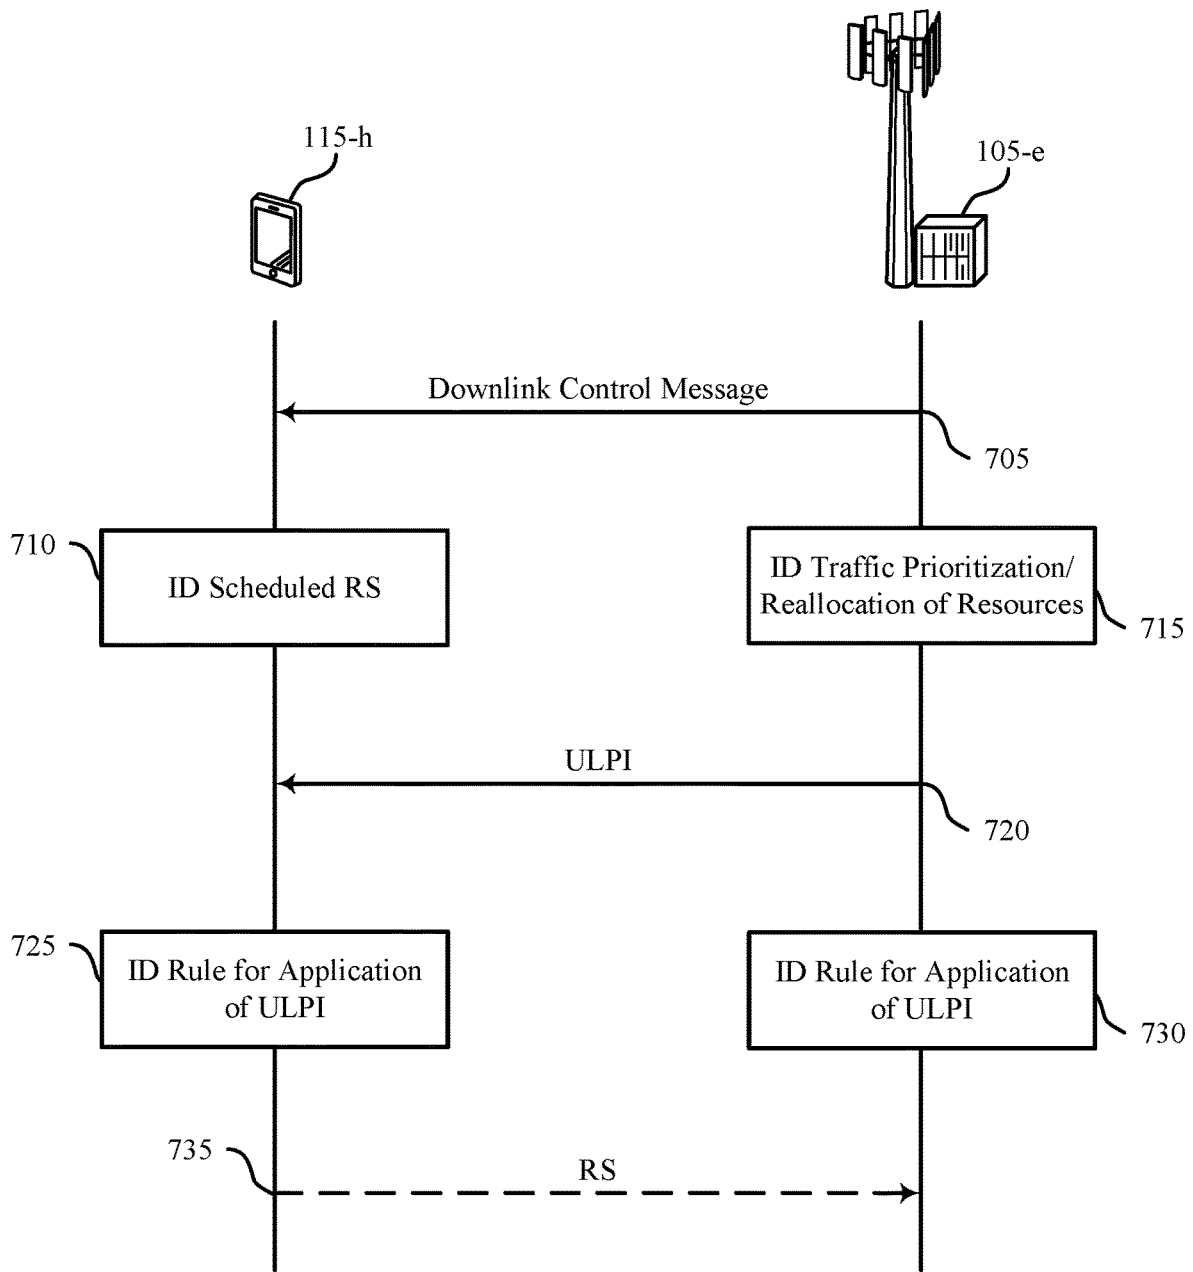 115-h
105-e
Downlink Control Message
705
710
ID Scheduled RS
ID Traffic Prioritization/
Reallocation of Resources
715
ULPI
720
725
ID Rule for Application
of ULPI
ID Rule for Application
of ULPI
730
735
RS